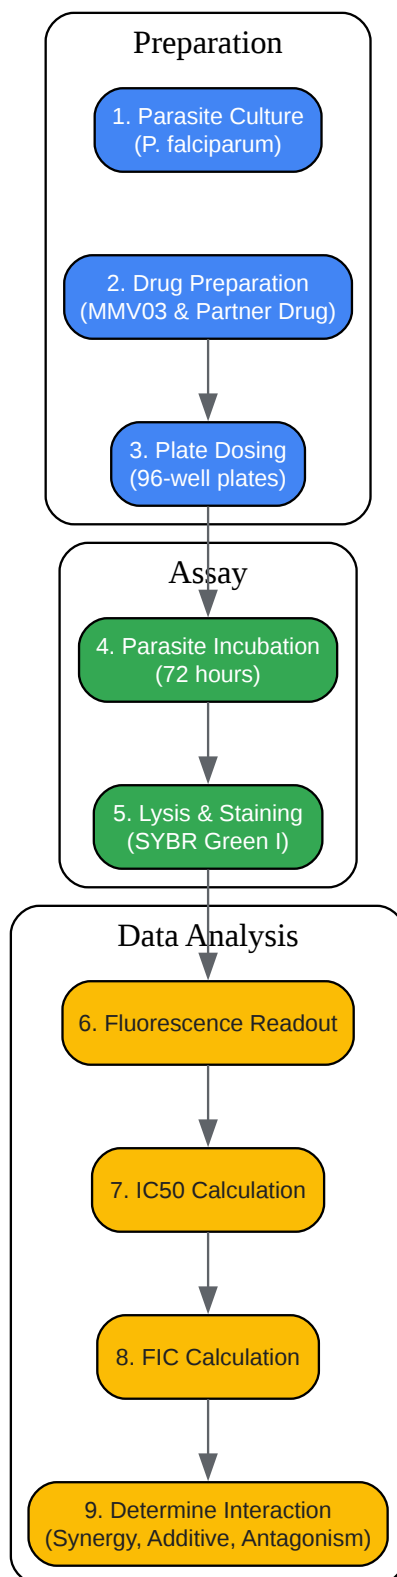 Preparation
1. Parasite Culture
(P. falciparum)
2. Drug Preparation
(MMV03 & Partner Drug)
3. Plate Dosing
(96-well plates)
Assay
4. Parasite Incubation
(72 hours)
5. Lysis & Staining
(SYBR Green I)
Data Analysis
6. Fluorescence Readout
7. IC50 Calculation
8. FIC Calculation
9. Determine Interaction
(Synergy, Additive, Antagonism)